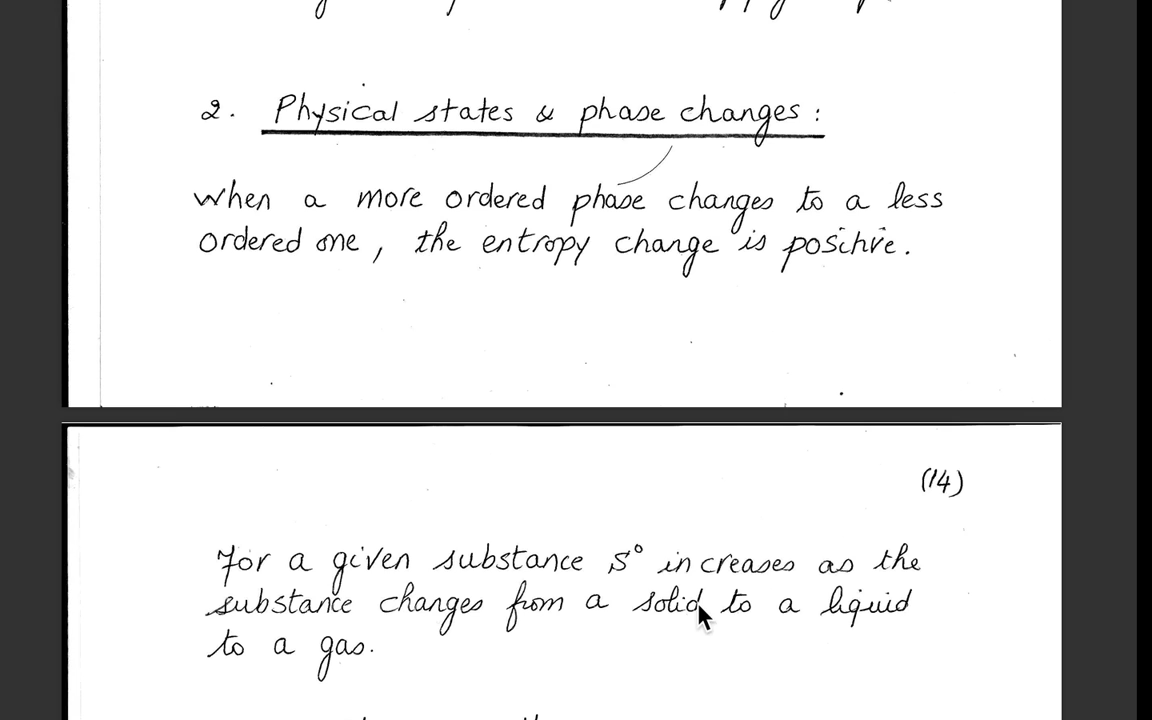 2. Physical states & phase changes :
When a more ordered phase changes to a less
ordered one, the entropy change is positive.
(14)
For a given substance S° increases as the
substance changes from a solid to a liquid
to a gas.